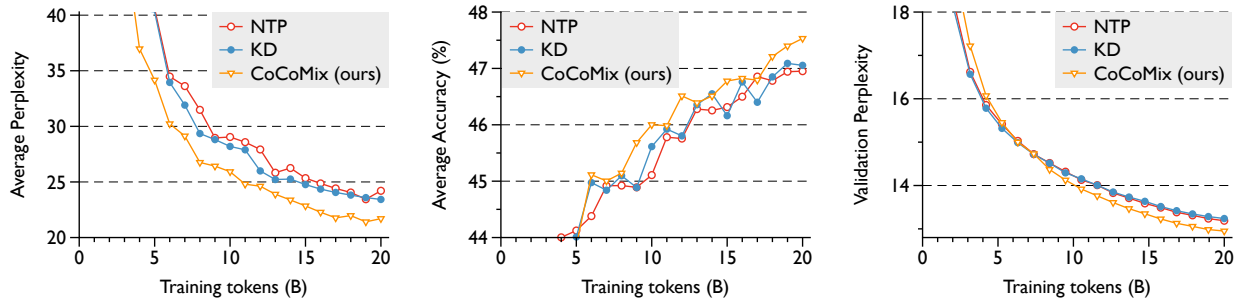 Average Perplexity
40
35
30
25
20
NTP
KD
CoCoMix (ours)
0 5 10 15 20
Training tokens (B)
Average Accuracy (%)
48
47
46
45
44
NTP
KD
CoCoMix (ours)
0 5 10 15 20
Training tokens (B)
Validation Perplexity
18
16
14
NTP
KD
CoCoMix (ours)
0 5 10 15 20
Training tokens (B)